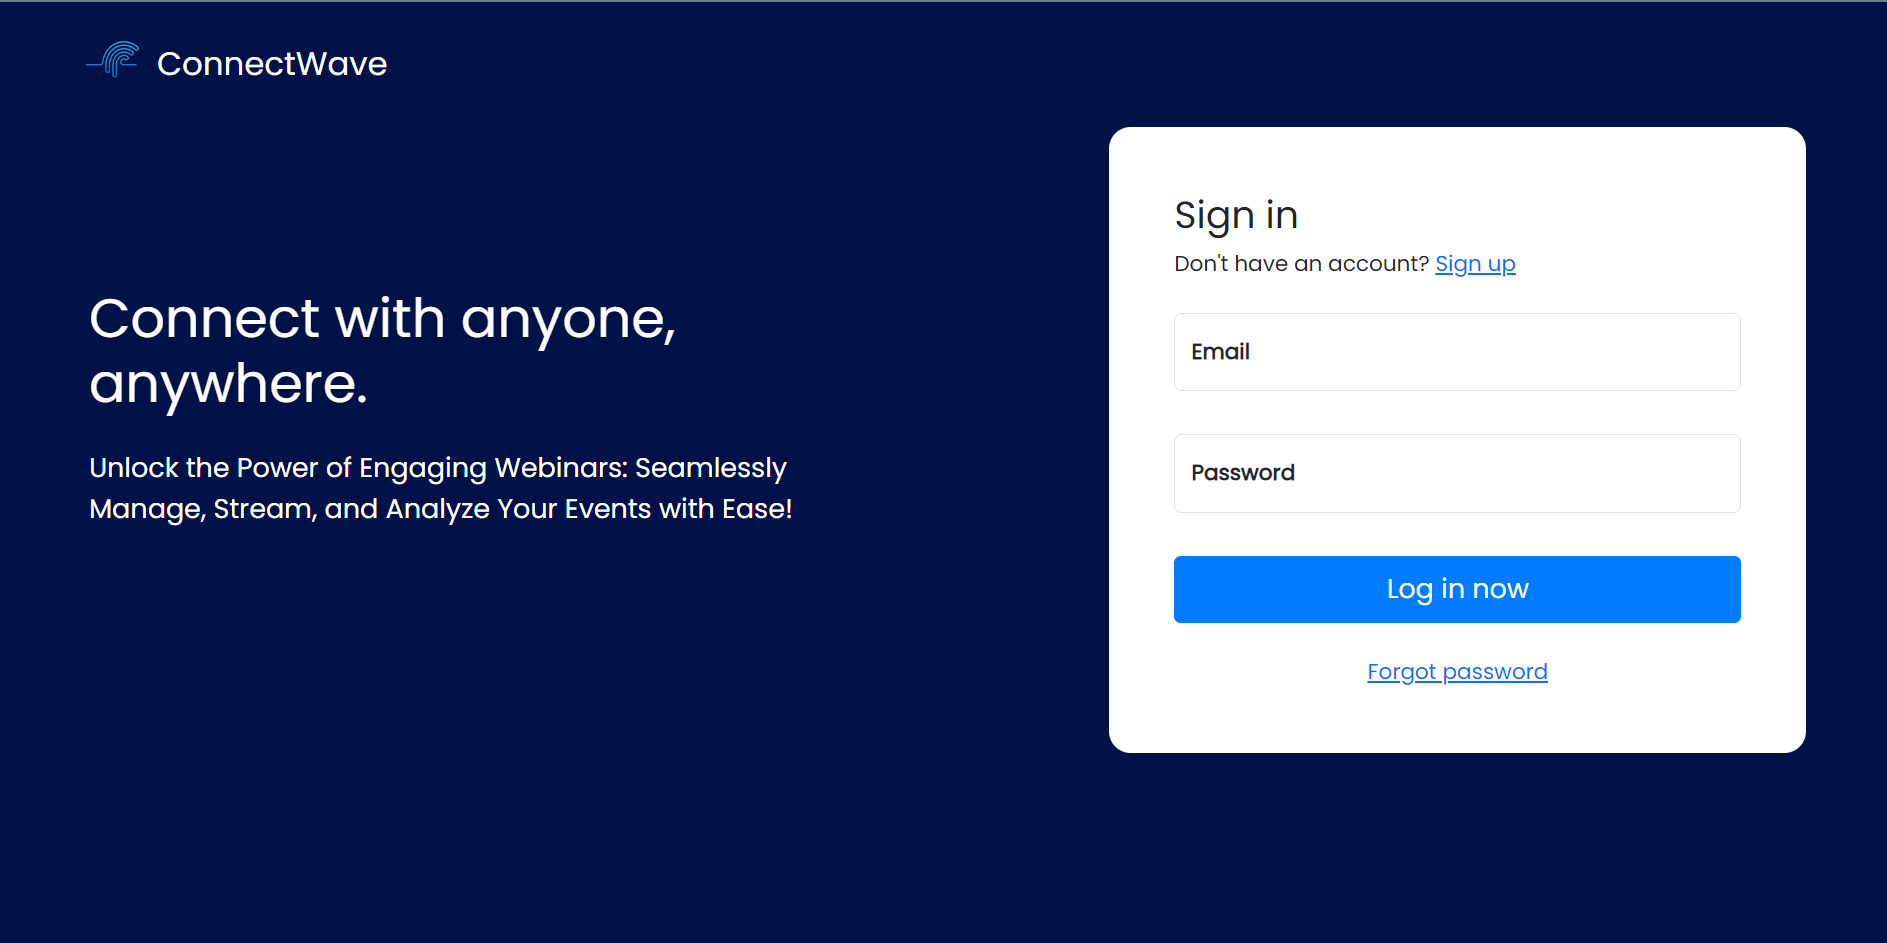 ConnectWave
Connect with anyone,
anywhere.
Unlock the Power of Engaging Webinars: Seamlessly
Manage, Stream, and Analyze Your Events with Ease!
Sign in
Don't have an account? Sign up
Email
Password
Log in now
Forgot password